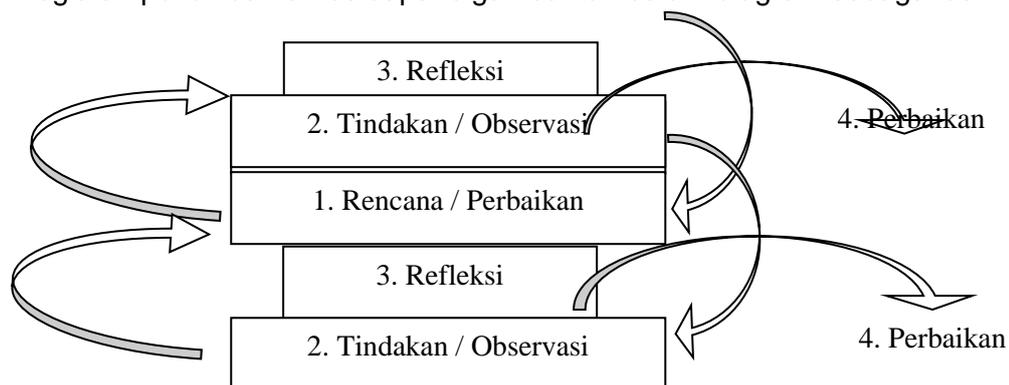 3. Refleksi
2. Tindakan / Observasi
4. Perbaikan
1. Rencana / Perbaikan
3. Refleksi
4. Perbaikan
2. Tindakan / Observasi